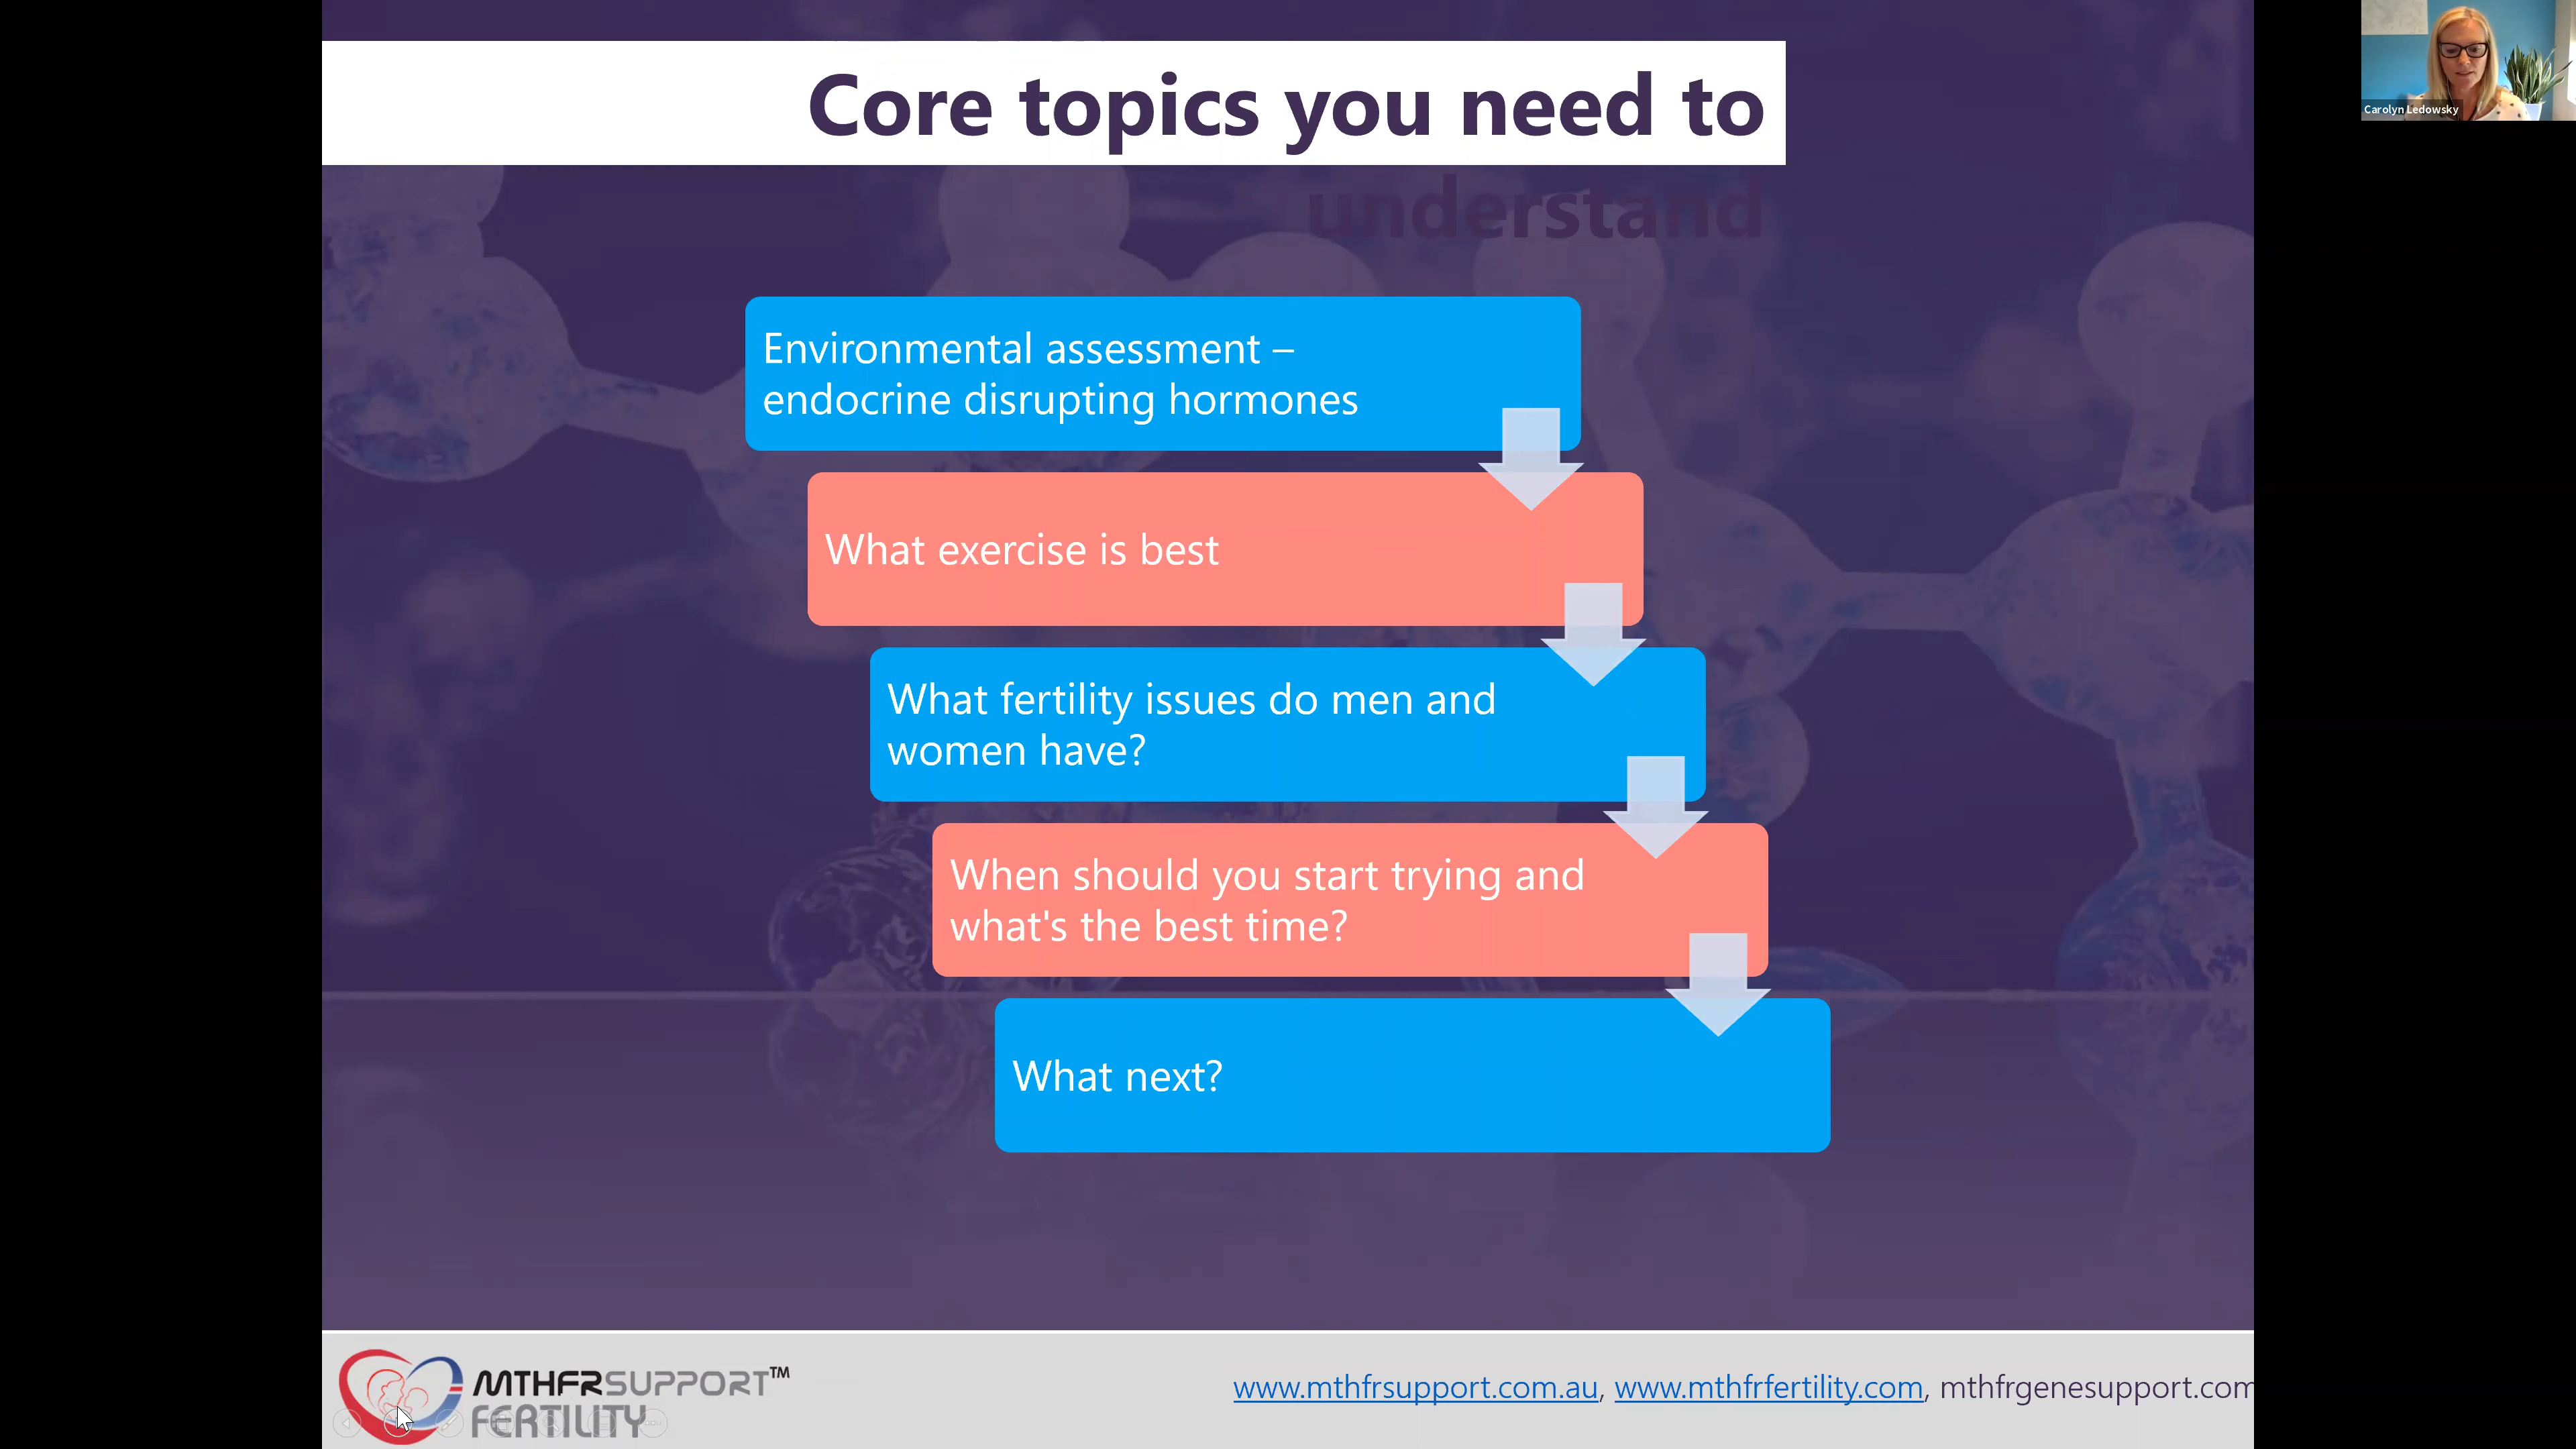 Core topics you need to
understand
Carolyn Ledowsky
Environmental assessment –
endocrine disrupting hormones
What exercise is best
What fertility issues do men and
women have?
When should you start trying and
what's the best time?
What next?
MTHFRSUPPORT™
FERTILITY
www.mthfrsupport.com.au, www.mthfrfertility.com, mthfrgenesupport.com